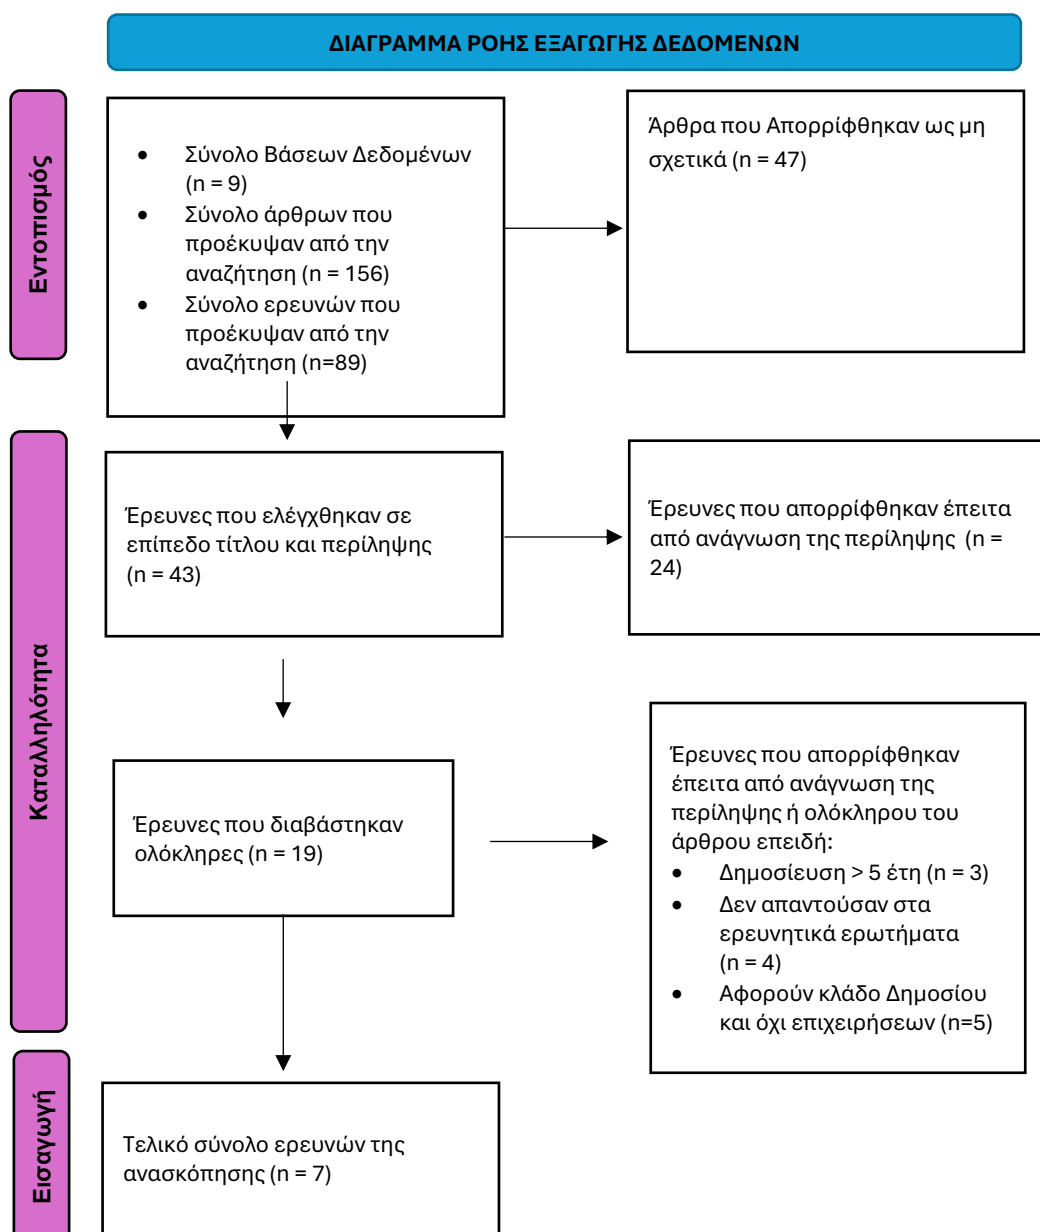 ΔΙΑΓΡΑΜΜΑ ΡΟΗΣ ΕΞΑΓΩΓΗΣ ΔΕΔΟΜΕΝΩΝ
Εντοπισμός
• Σύνολο Βάσεων Δεδομένων
(n = 9)
• Σύνολο άρθρων που
προέκυψαν από την
αναζήτηση (n = 156)
• Σύνολο ερευνών που
προέκυψαν από την
αναζήτηση (n=89)
Άρθρα που Απορρίφθηκαν ως μη
σχετικά (n = 47)
Καταλληλότητα
Έρευνες που ελέγχθηκαν σε
επίπεδο τίτλου και περίληψης
(n = 43)
Έρευνες που απορρίφθηκαν έπειτα
από ανάγνωση της περίληψης (n =
24)
Έρευνες που διαβάστηκαν
ολόκληρες (n = 19)
Έρευνες που απορρίφθηκαν
έπειτα από ανάγνωση της
περίληψης ή ολόκληρου του
άρθρου επειδή:
• Δημοσίευση > 5 έτη (n = 3)
• Δεν απαντούσαν στα
ερευνητικά ερωτήματα
(n = 4)
• Αφορούν κλάδο Δημοσίου
και όχι επιχειρήσεων (n=5)
Εισαγωγή
Τελικό σύνολο ερευνών της
ανασκόπησης (n = 7)